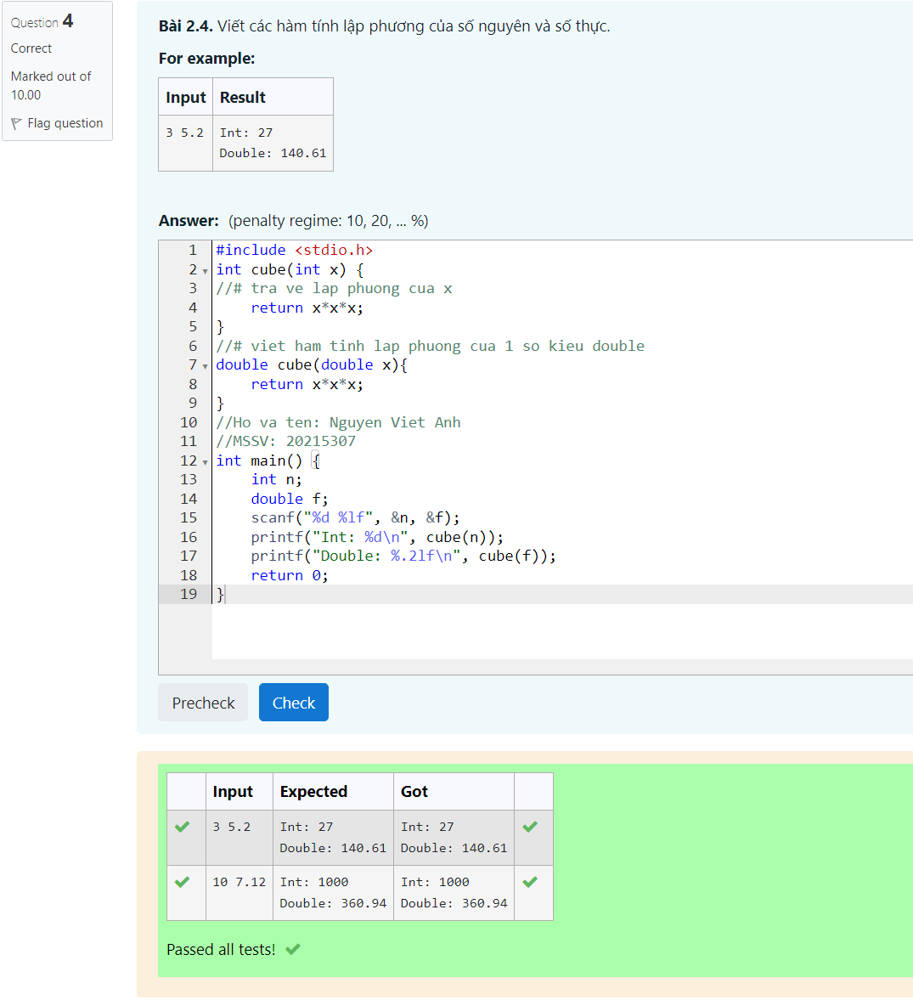 Question 4
Correct
Marked out of
10.00
Flag question
Bài 2.4. Viết các hàm tính lập phương của số nguyên và số thực.
For example:
Input Result
3 5.2 Int: 27
Double: 140.61
Answer: (penalty regime: 10, 20, ... %)
1 #include <stdio.h>
2 int cube(int x) {
3 //# tra ve lap phuong cua x
4     return x*x*x;
5 }
6 //# viet ham tinh lap phuong cua 1 so kieu double
7 double cube(double x){
8     return x*x*x;
9 }
10 //Ho va ten: Nguyen Viet Anh
11 //MSSV: 20215307
12 int main() {
13     int n;
14     double f;
15     scanf("%d %lf", &n, &f);
16     printf("Int: %d\n", cube(n));
17     printf("Double: %.2lf\n", cube(f));
18     return 0;
19 }
Precheck Check
Input Expected Got
3 5.2 Int: 27 Int: 27
Double: 140.61 Double: 140.61
10 7.12 Int: 1000 Int: 1000
Double: 360.94 Double: 360.94
Passed all tests!